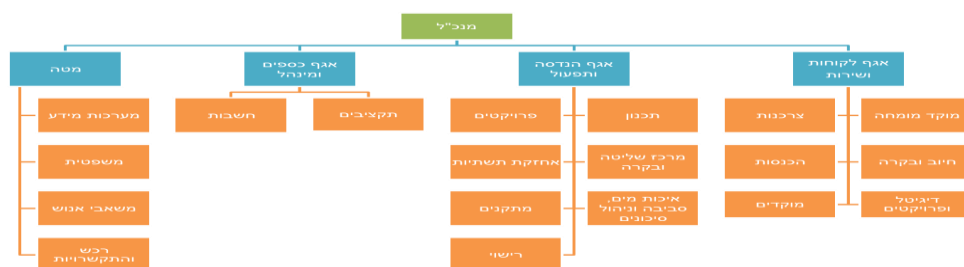 מנכ"ל
אגף לקוחות
ושירות
אגף הנדסה
ותפעול
אגף כספים
ומינהל
מטה
מוקד מומחה
צרכנות
חיוב ובקרה
הכנסות
דיגיטל
ופרויקטים
מוקדים
תכנון
פרויקטים
מרכז שליטה
ובקרה
אחזקת תשתיות
איכות מים,
סביבה וניהול
סיכונים
מתקנים
רישוי
תקציבים
חשבות
מערכות מידע
משפטית
משאבי אנוש
רכש
והתקשרויות